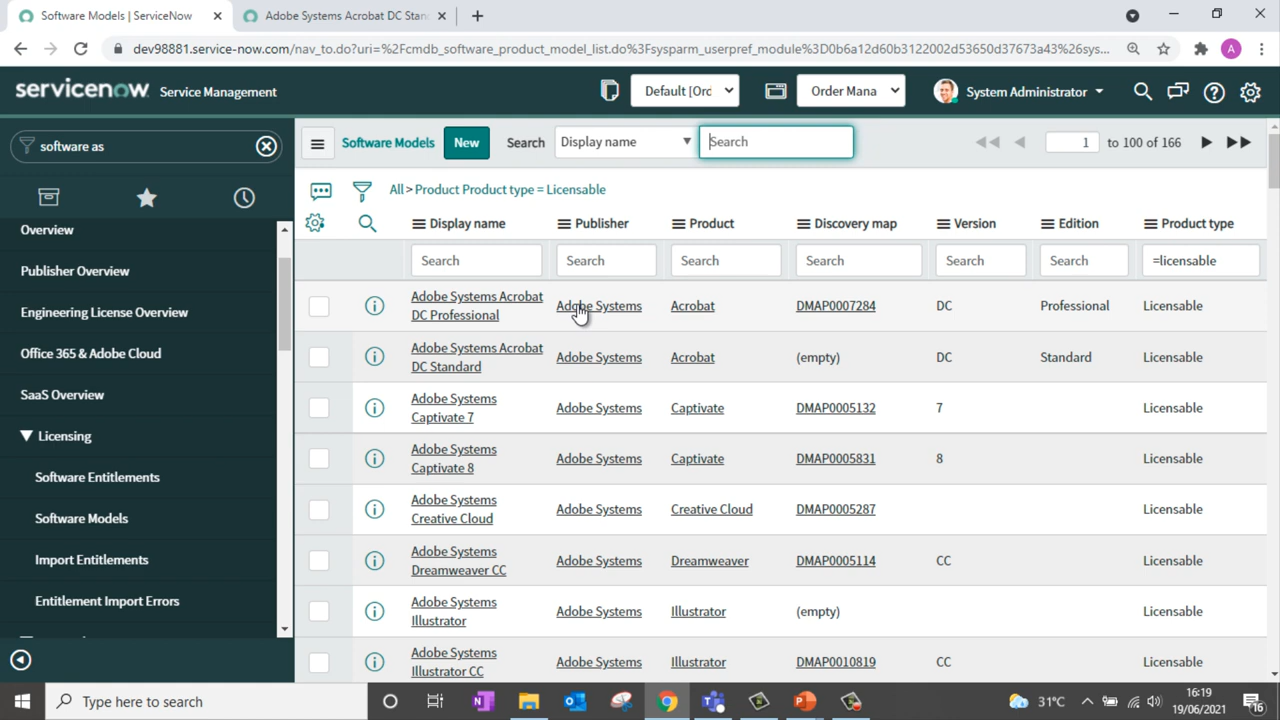 Software Models | ServiceNow
Adobe Systems Acrobat DC Stan
dev98881.service-now.com/nav_to.do?uri=%2Fcmdb_software_product_model_list.do%3Fsysparm_userpref_module%3D0b6a12d60b3122002d53650d37673a43%26sys...
A
servicenow Service Management
Default [Ord
Order Mana
System Administrator
software as
Software Models New Search Display name Search 1 to 100 of 166
All > Product Product type = Licensable
Display name Publisher Product Discovery map Version Edition Product type
Search Search Search Search Search Search =licensable
Overview
Publisher Overview
Engineering License Overview
Office 365 & Adobe Cloud
SaaS Overview
Licensing
Software Entitlements
Software Models
Import Entitlements
Entitlement Import Errors
Adobe Systems Acrobat
DC Professional
Adobe Systems Acrobat DMAP0007284 DC Professional Licensable
Adobe Systems Acrobat
DC Standard
Adobe Systems Acrobat (empty) DC Standard Licensable
Adobe Systems
Captivate 7
Adobe Systems Captivate DMAP0005132 7 Licensable
Adobe Systems
Captivate 8
Adobe Systems Captivate DMAP0005831 8 Licensable
Adobe Systems
Creative Cloud
Adobe Systems Creative Cloud DMAP0005287 Licensable
Adobe Systems
Dreamweaver CC
Adobe Systems Dreamweaver DMAP0005114 CC Licensable
Adobe Systems
Illustrator
Adobe Systems Illustrator (empty) Licensable
Adobe Systems
Illustrator CC
Adobe Systems Illustrator DMAP0010819 CC Licensable
Type here to search
31°C
16:19
19/06/2021
16